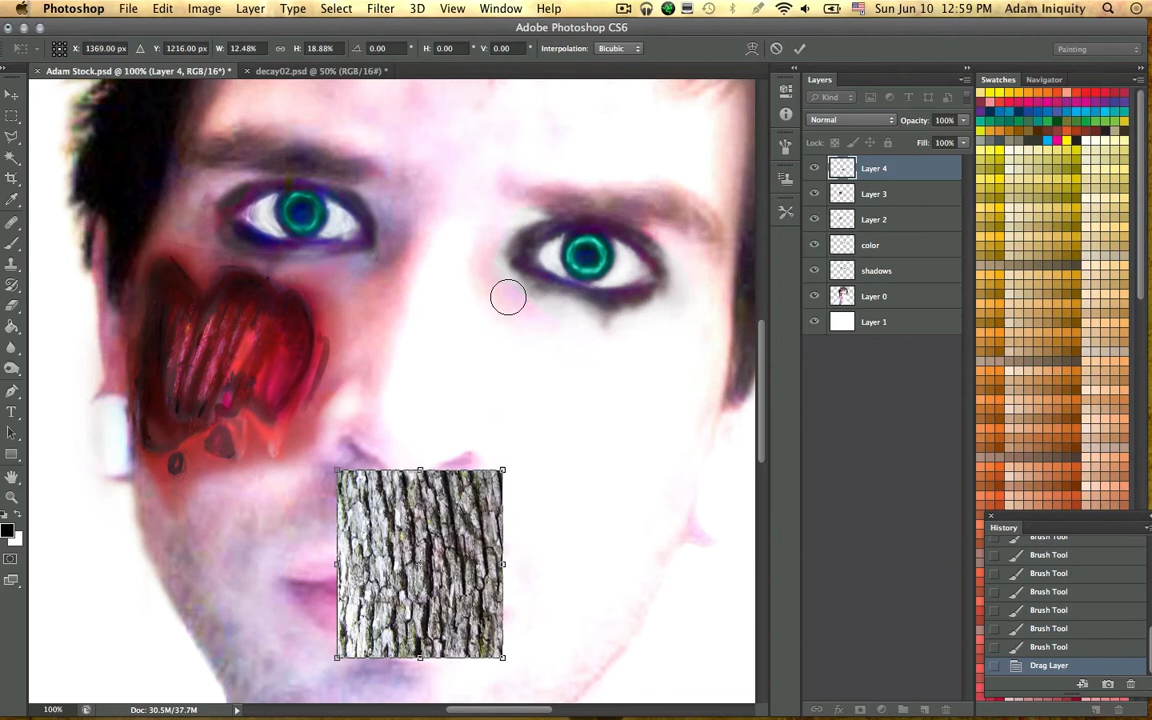 Photoshop File Edit Image Layer Type Select Filter 3D View Window Help Sun Jun 10 12:59 PM Adam Iniquity
Adobe Photoshop CS6
X: 1369.00 px Y: 1216.00 px W: 12.48% H: 18.88% 0.00 ° H: 0.00 ° V: 0.00 ° Interpolation: Bicubic Painting
Adam Stock.psd @ 100% (Layer 4, RGB/16*) * decay02.psd @ 50% (RGB/16#) *
Layers Swatches Navigator
Kind
Normal Opacity: 100%
Lock: Fill: 100%
Layer 4
Layer 3
Layer 2
color
shadows
Layer 0
Layer 1
History
Brush Tool
Brush Tool
Brush Tool
Brush Tool
Brush Tool
Brush Tool
Brush Tool
Drag Layer
100% Doc: 30.5M/37.7M